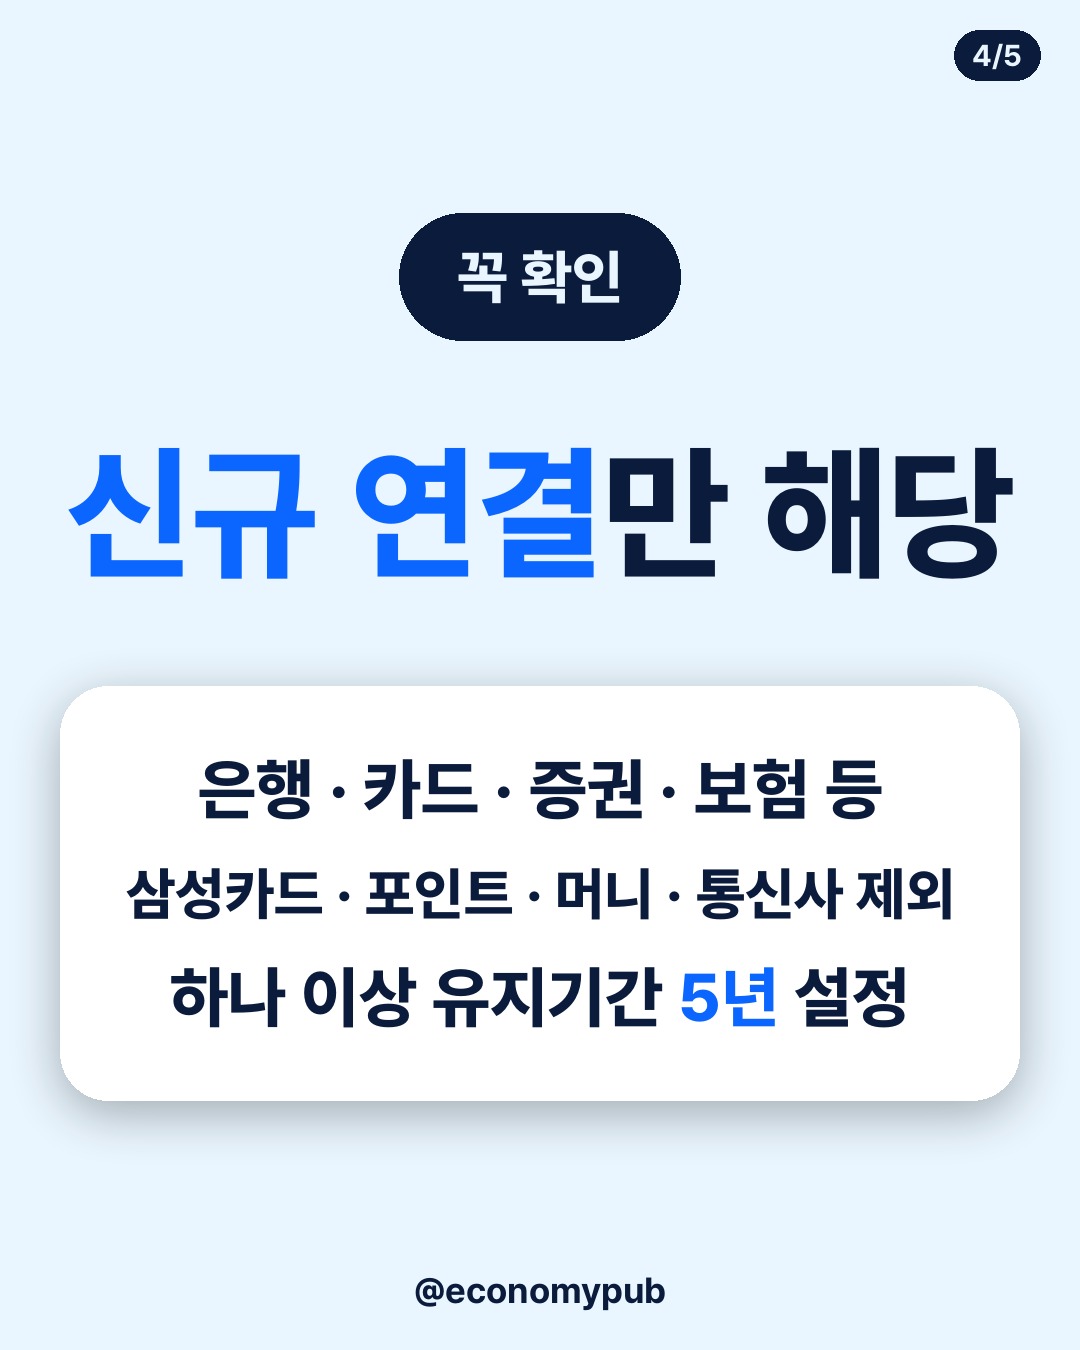 4/5
꼭 확인
신규 연결만 해당
은행 · 카드 · 증권 · 보험 등
삼성카드 · 포인트 · 머니 · 통신사 제외
하나 이상 유지기간 5년 설정
@economypub